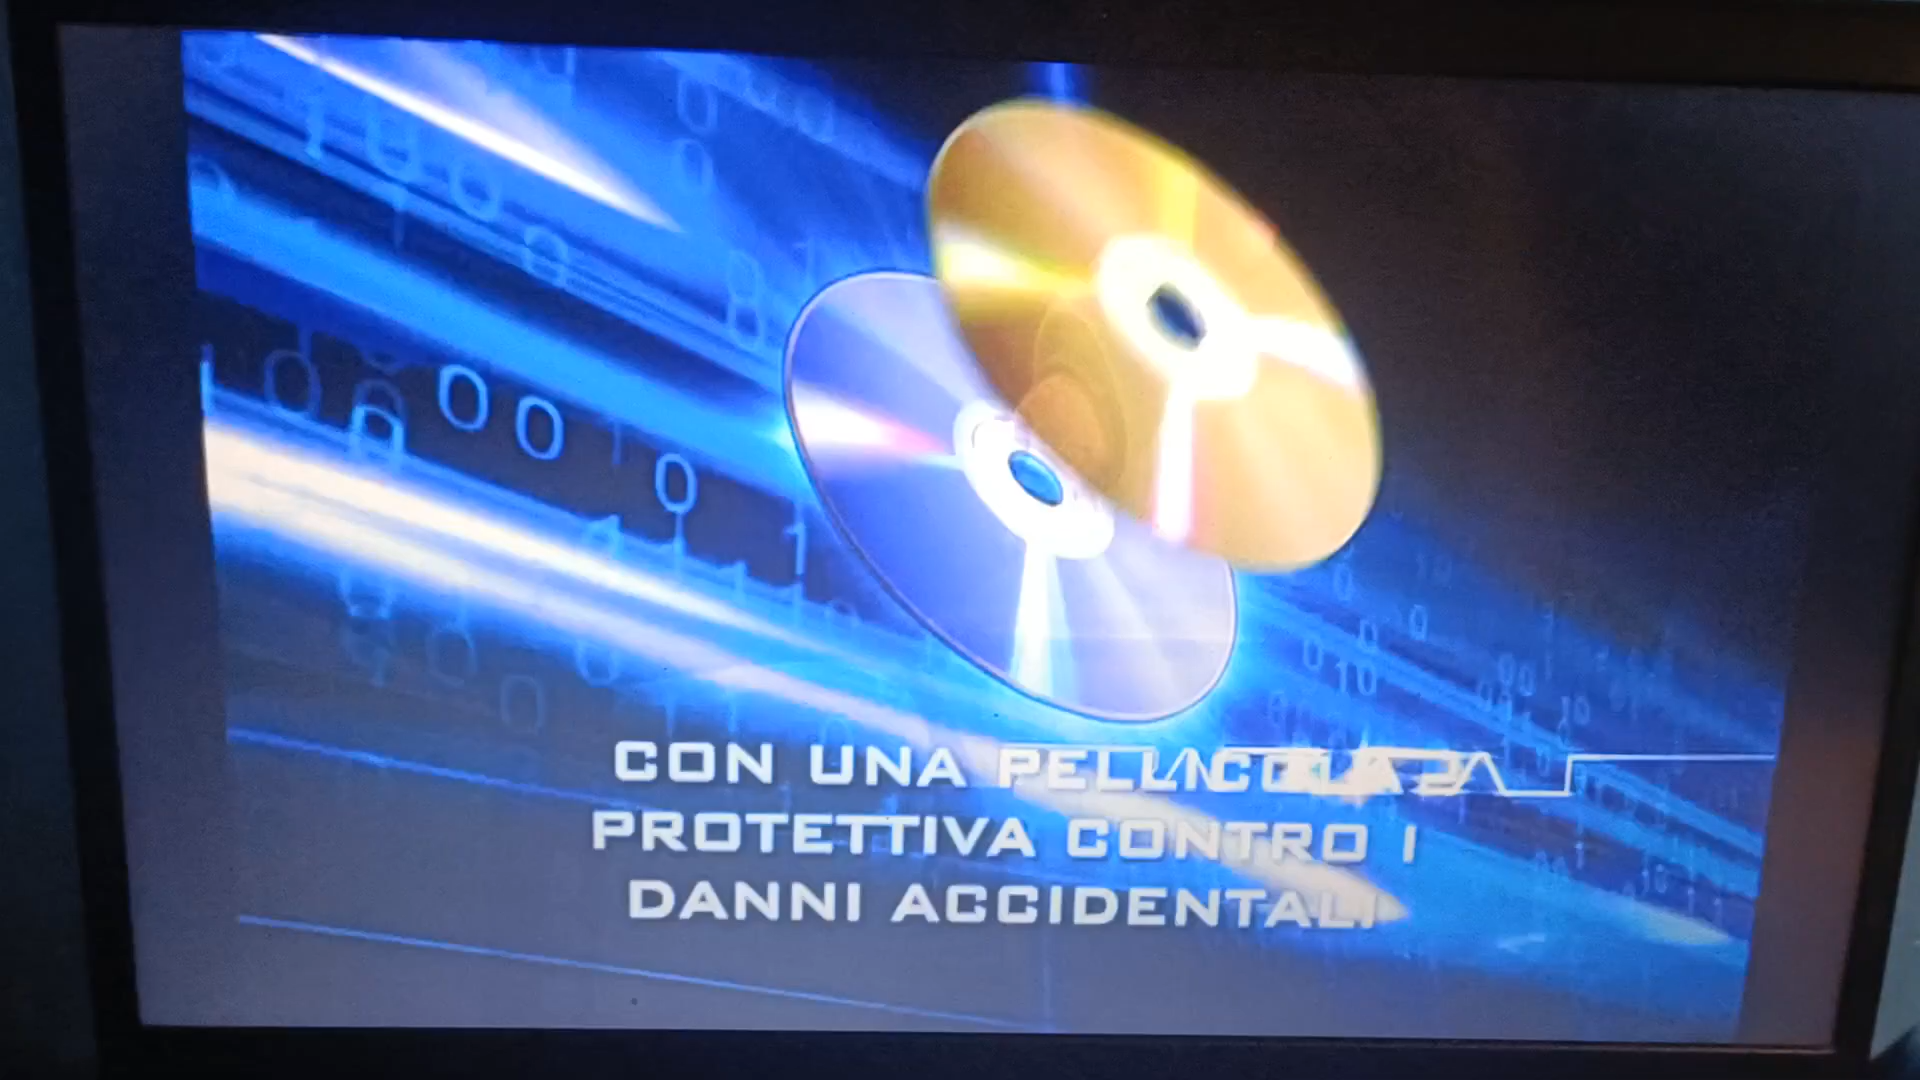 CON UNA PELLICOLA
PROTETTIVA CONTRO I
DANNI ACCIDENTALI